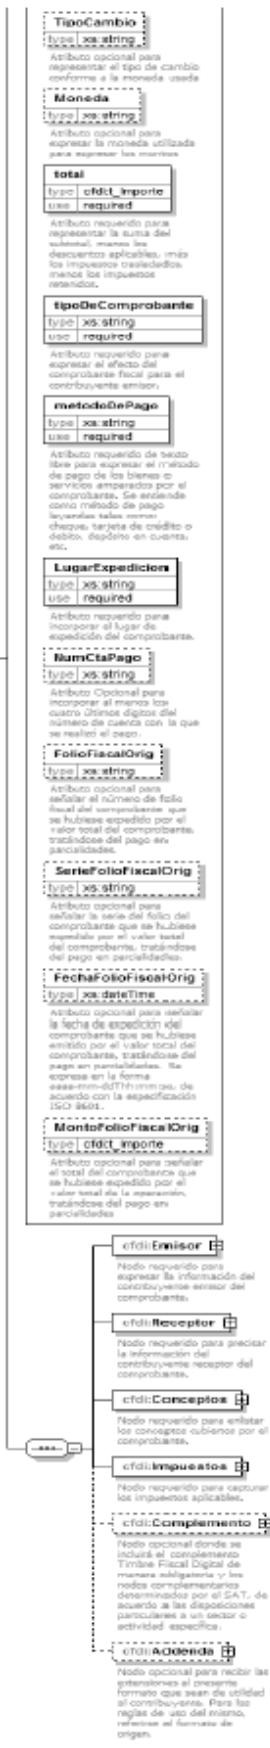 TipoCambio
type xs:string
Atributo opcional para
representar el tipo de cambio
conforme a la moneda usada
Moneda
type xs:string
Atributo opcional para
expresar la moneda utilizada
para expresar los montos
total
type cfdi:t_Importe
use required
Atributo requerido para
representar la suma del
subtotal, menos los
descuentos aplicables, más
los impuestos trasladados,
menos los impuestos
retenidos.
tipoDeComprobante
type xs:string
use required
Atributo requerido para
expresar el efecto del
comprobante fiscal para el
contribuyente emisor.
metodoDePago
type xs:string
use required
Atributo requerido de texto
libre para expresar el método
de pago de los bienes o
servicios amparados por el
comprobante. Se entiende
como método de pago
leyendas tales como:
cheque, tarjeta de crédito o
debito, depósito en cuenta,
etc.
LugarExpedicion
type xs:string
use required
Atributo requerido para
incorporar el lugar de
expedición del comprobante.
NumCtaPago
type xs:string
Atributo Opcional para
incorporar al menos los
cuatro últimos digitos del
número de cuenta con la que
se realizó el pago.
FolioFiscalOrig
type xs:string
Atributo opcional para
señalar el número de folio
fiscal del comprobante que
se hubiese expedido por el
valor total del comprobante,
tratándose del pago en
parcialidades.
SerieFolioFiscalOrig
type xs:string
Atributo opcional para
señalar la serie del folio del
comprobante que se hubiese
expedido por el valor total
del comprobante, tratándose
del pago en parcialidades.
FechaFolioFiscalOrig
type xs:dateTime
Atributo opcional para señalar
la fecha de expedición del
comprobante que se hubiese
emitido por el valor total del
comprobante, tratándose del
pago en parcialidades. Se
expresa en la forma
aaaa-mm-ddThh:mm:ss, de
acuerdo con la especificación
ISO 8601.
MontoFolioFiscalOrig
type cfdi:t_Importe
Atributo opcional para señalar
el total del comprobante que
se hubiese expedido por el
valor total de la operación,
tratándose del pago en
parcialidades
cfdi:Emisor
Nodo requerido para
expresar la información del
contribuyente emisor del
comprobante.
cfdi:Receptor
Nodo requerido para precisar
la información del
contribuyente receptor del
comprobante.
cfdi:Conceptos
Nodo requerido para enlistar
los conceptos cubiertos por el
comprobante.
cfdi:Impuestos
Nodo requerido para capturar
los impuestos aplicables.
cfdi:Complemento
Nodo opcional donde se
incluirá el complemento
Timbre Fiscal Digital de
manera obligatoria y los
nodos complementarios
determinados por el SAT, de
acuerdo a las disposiciones
particulares a un sector o
actividad específica.
cfdi:Addenda
Nodo opcional para recibir las
extensiones al presente
formato que sean de utilidad
al contribuyente. Para las
reglas de uso del mismo,
referirse al formato de
origen.